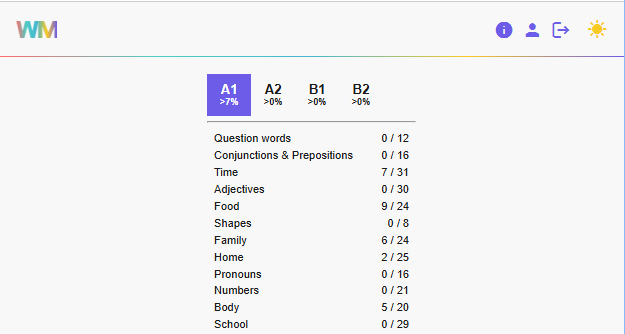 WM
A1 A2 B1 B2
>7% >0% >0% >0%
Question words 0 / 12
Conjunctions & Prepositions 0 / 16
Time 7 / 31
Adjectives 0 / 30
Food 9 / 24
Shapes 0 / 8
Family 6 / 24
Home 2 / 25
Pronouns 0 / 16
Numbers 0 / 21
Body 5 / 20
School 0 / 29